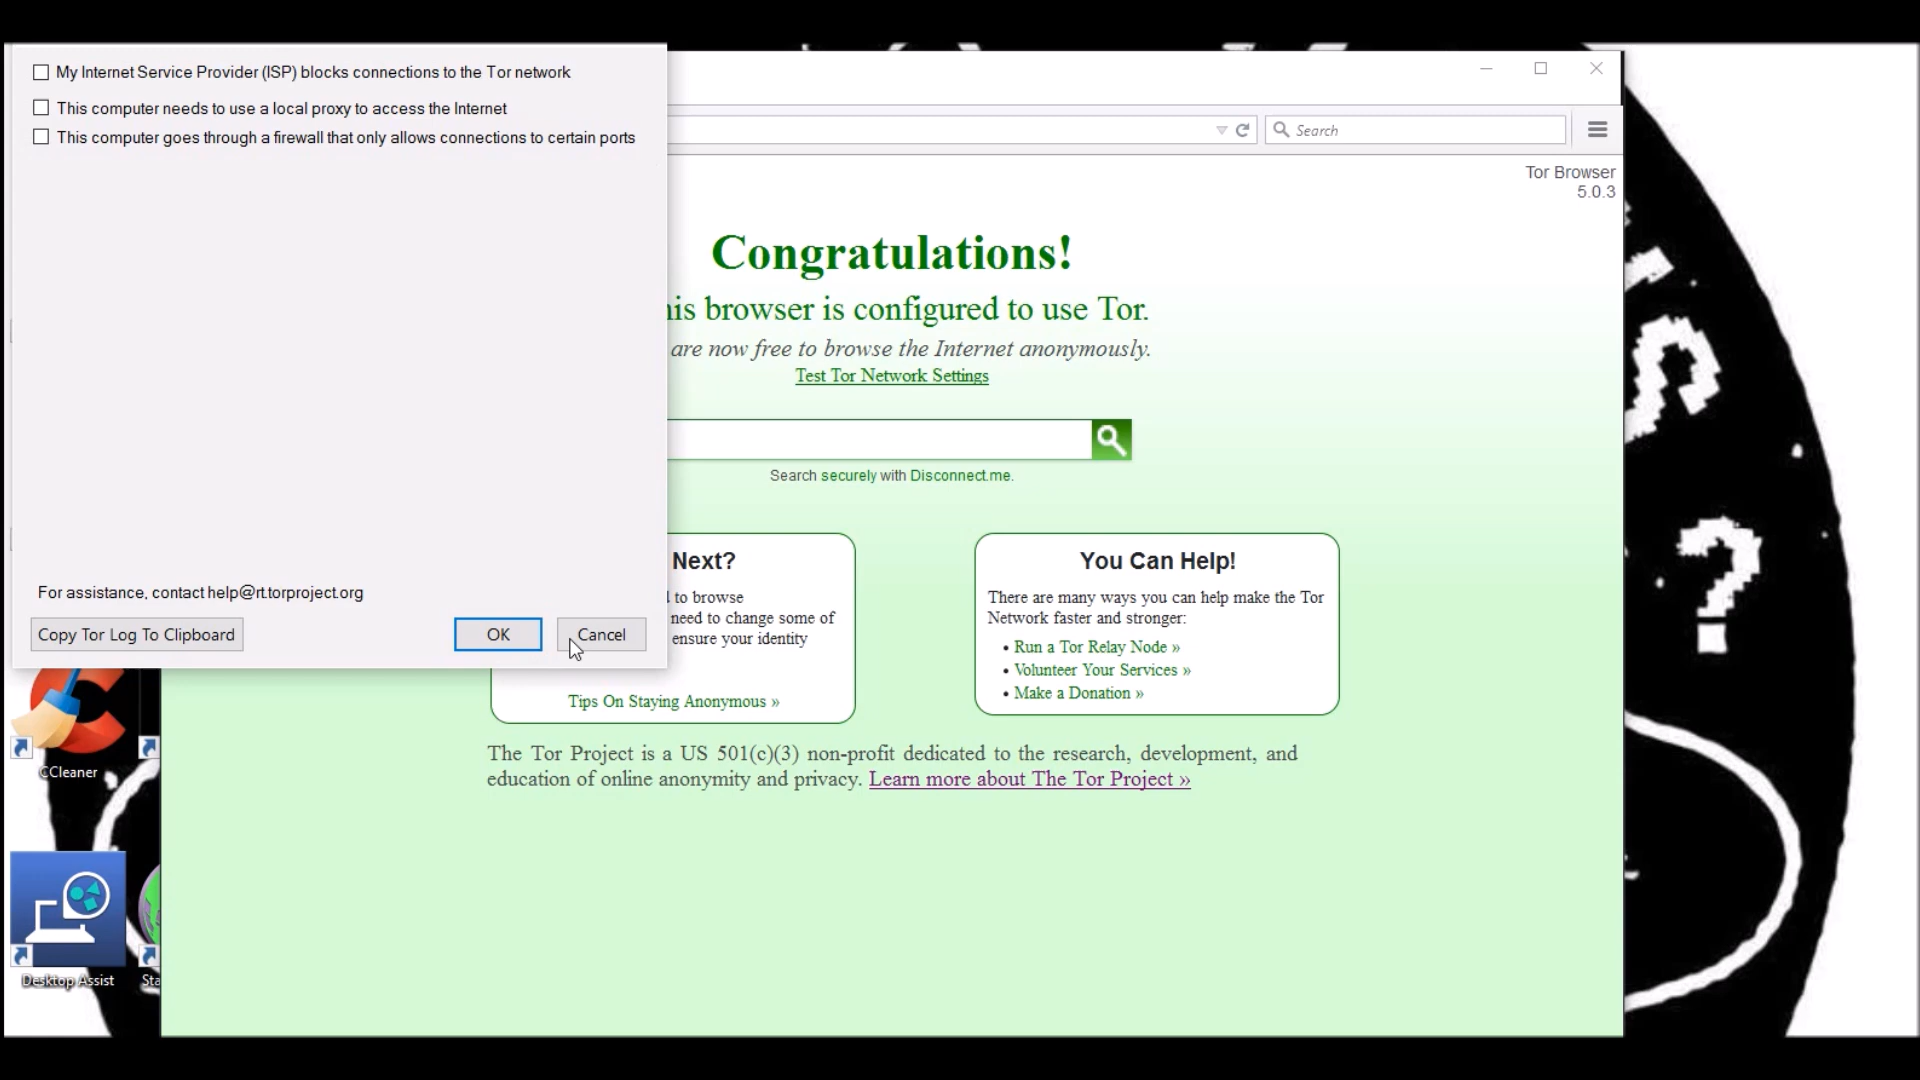 My Internet Service Provider (ISP) blocks connections to the Tor network
This computer needs to use a local proxy to access the Internet
This computer goes through a firewall that only allows connections to certain ports
For assistance, contact help@rt.torproject.org
Copy Tor Log To Clipboard
OK
Cancel
Search
Tor Browser
5.0.3
Congratulations!
his browser is configured to use Tor.
are now free to browse the Internet anonymously.
Test Tor Network Settings
Search securely with Disconnect.me.
Next?
to browse
need to change some of
ensure your identity
Tips On Staying Anonymous »
You Can Help!
There are many ways you can help make the Tor
Network faster and stronger:
• Run a Tor Relay Node »
• Volunteer Your Services »
• Make a Donation »
The Tor Project is a US 501(c)(3) non-profit dedicated to the research, development, and
education of online anonymity and privacy. Learn more about The Tor Project »
CCleaner
Desktop Assist
Sta
?